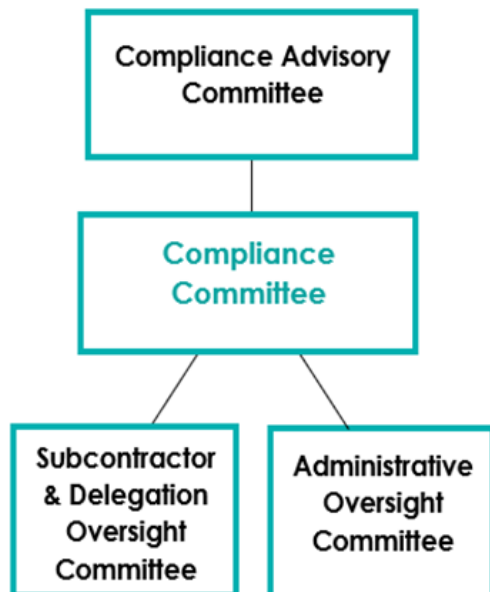 Compliance Advisory
Committee
Compliance
Committee
Subcontractor
& Delegation
Oversight
Committee
Administrative
Oversight
Committee